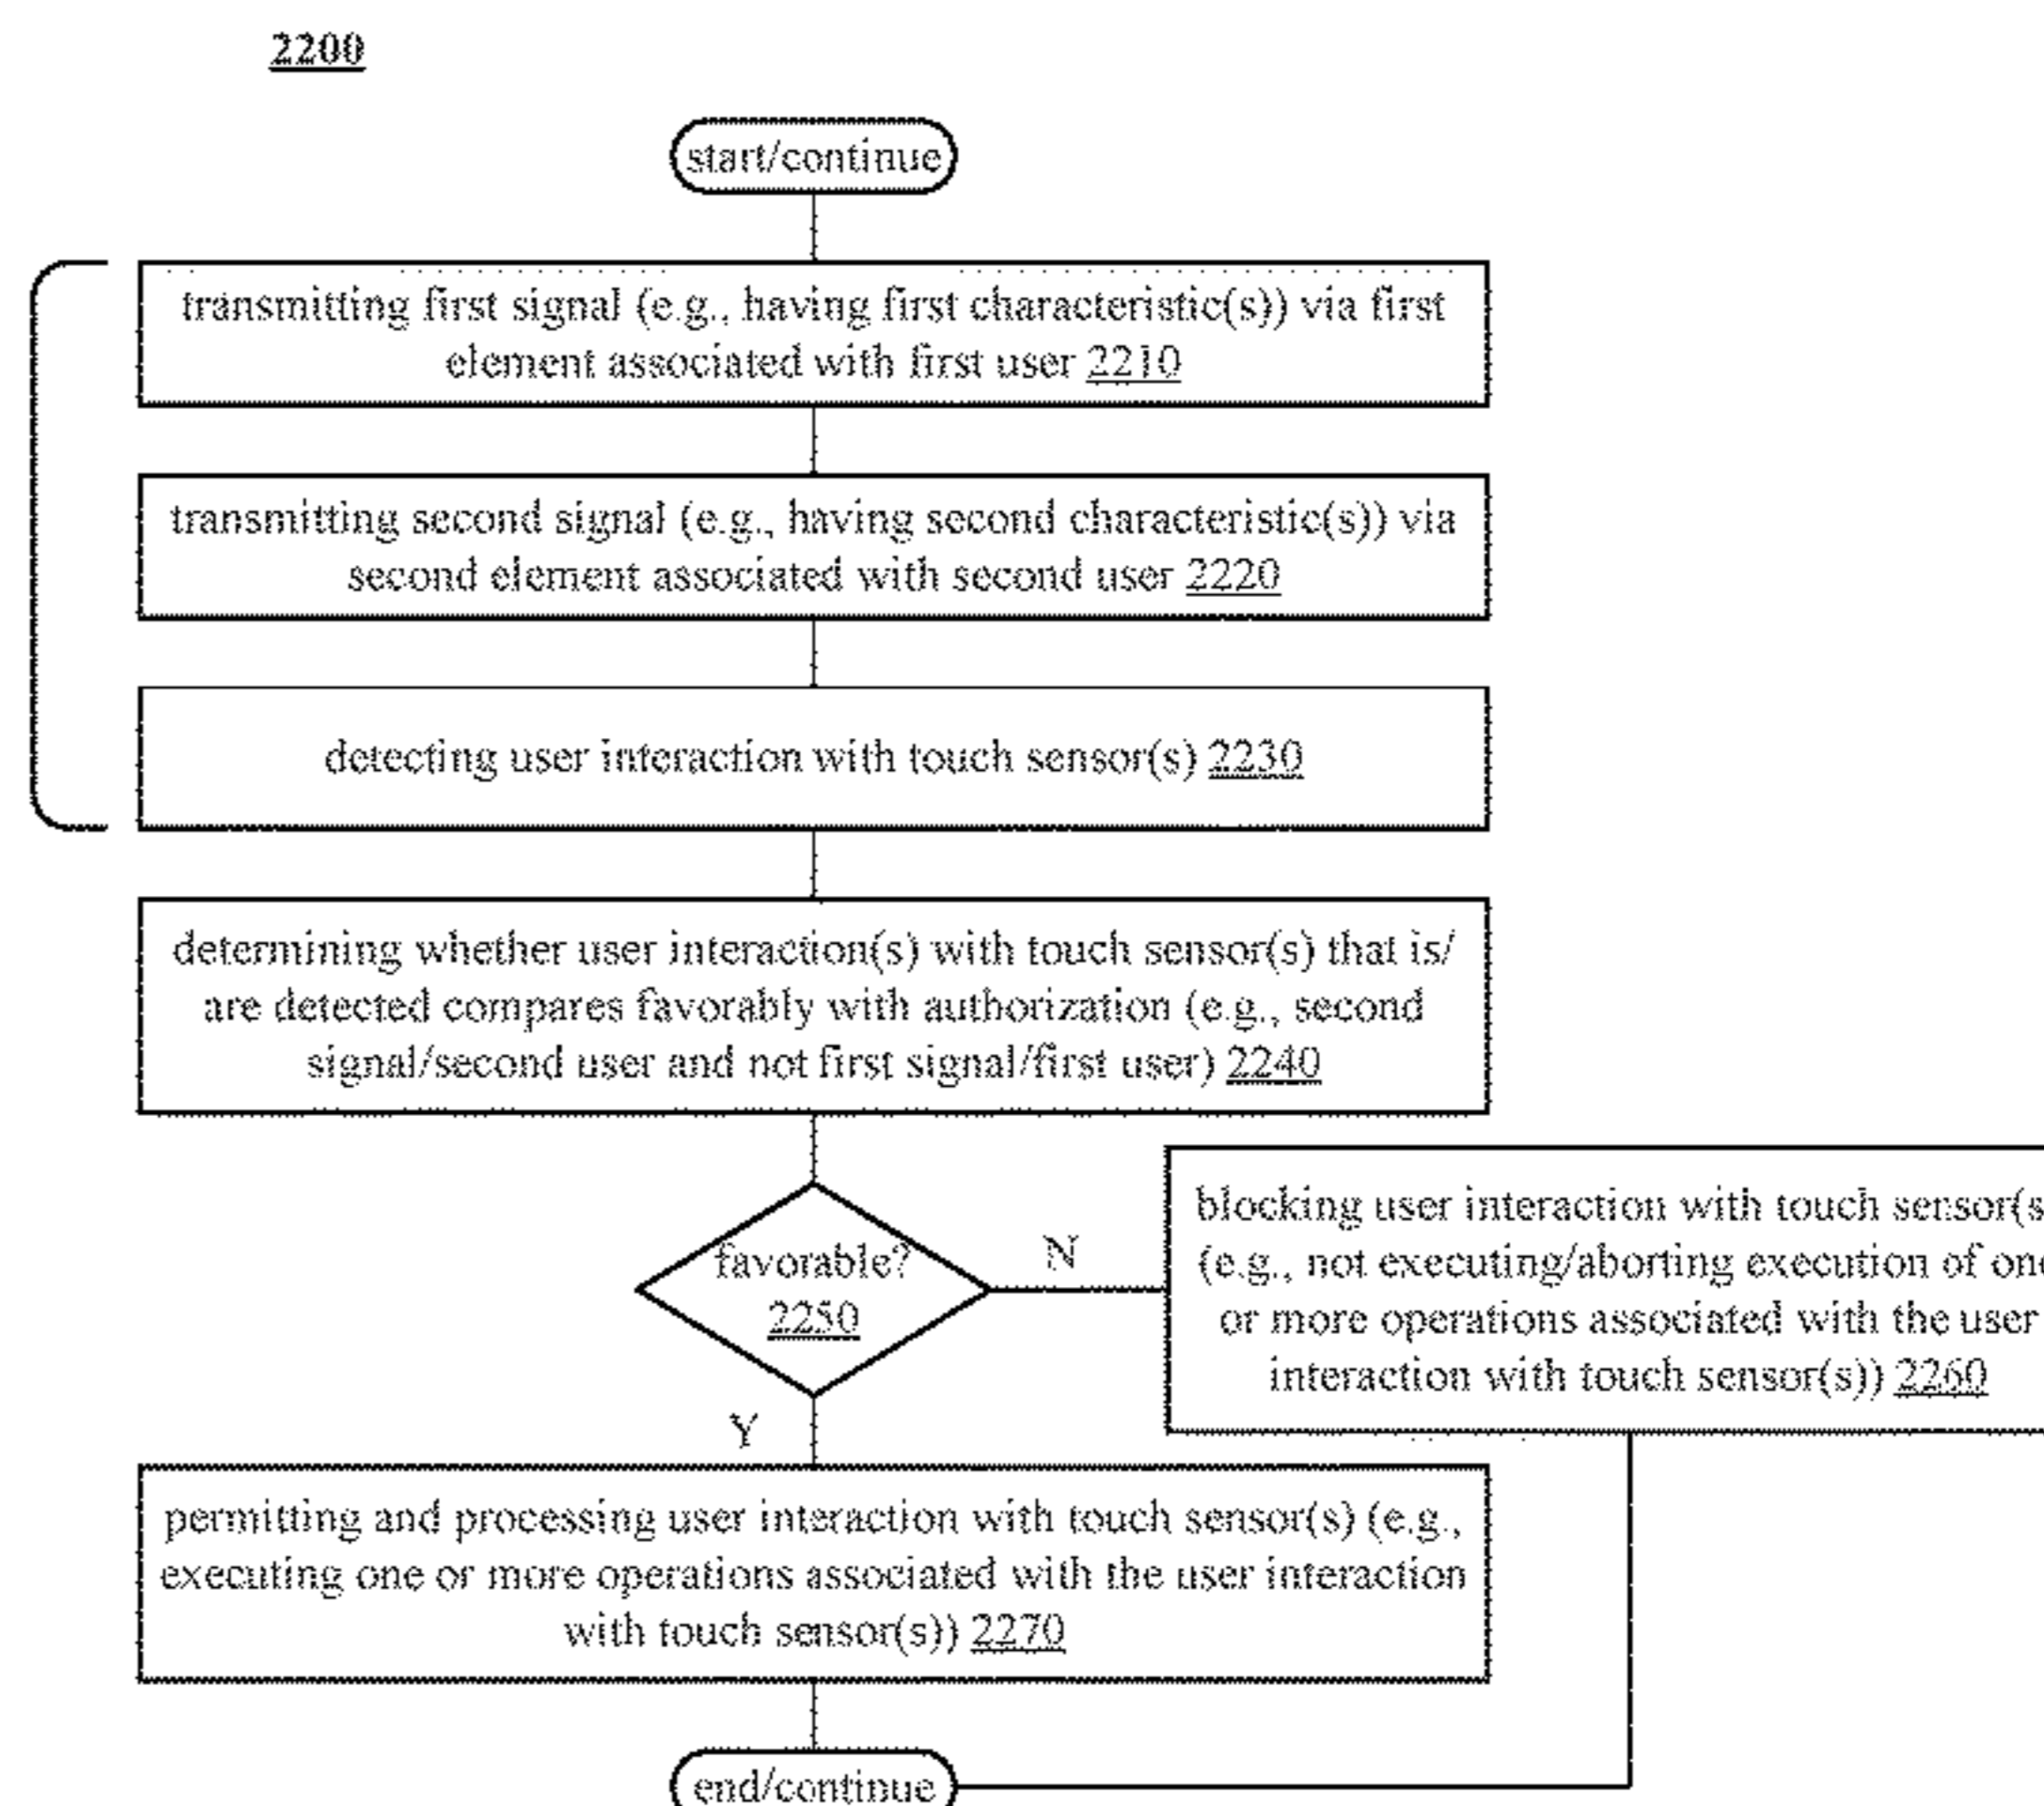 2200
start/continue
transmitting first signal (e.g., having first characteristic(s)) via first
element associated with first user 2210
transmitting second signal (e.g., having second characteristic(s)) via
second element associated with second user 2220
detecting user interaction with touch sensor(s) 2230
determining whether user interaction(s) with touch sensor(s) that is/
are detected compares favorably with authorization (e.g., second
signal/second user and not first signal/first user) 2240
favorable?
2250
N
blocking user interaction with touch sensor(s
(e.g., not executing/aborting execution of one
or more operations associated with the user
interaction with touch sensor(s)) 2260
Y
permitting and processing user interaction with touch sensor(s) (e.g.,
executing one or more operations associated with the user interaction
with touch sensor(s)) 2270
end/continue